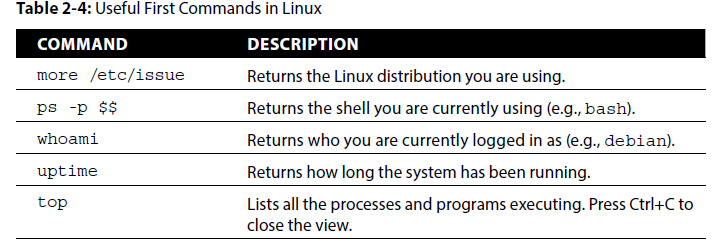 Table 2-4: Useful First Commands in Linux
COMMAND DESCRIPTION
more /etc/issue Returns the Linux distribution you are using.
ps -p $$ Returns the shell you are currently using (e.g., bash).
whoami Returns who you are currently logged in as (e.g., debian).
uptime Returns how long the system has been running.
top Lists all the processes and programs executing. Press Ctrl+C to
close the view.